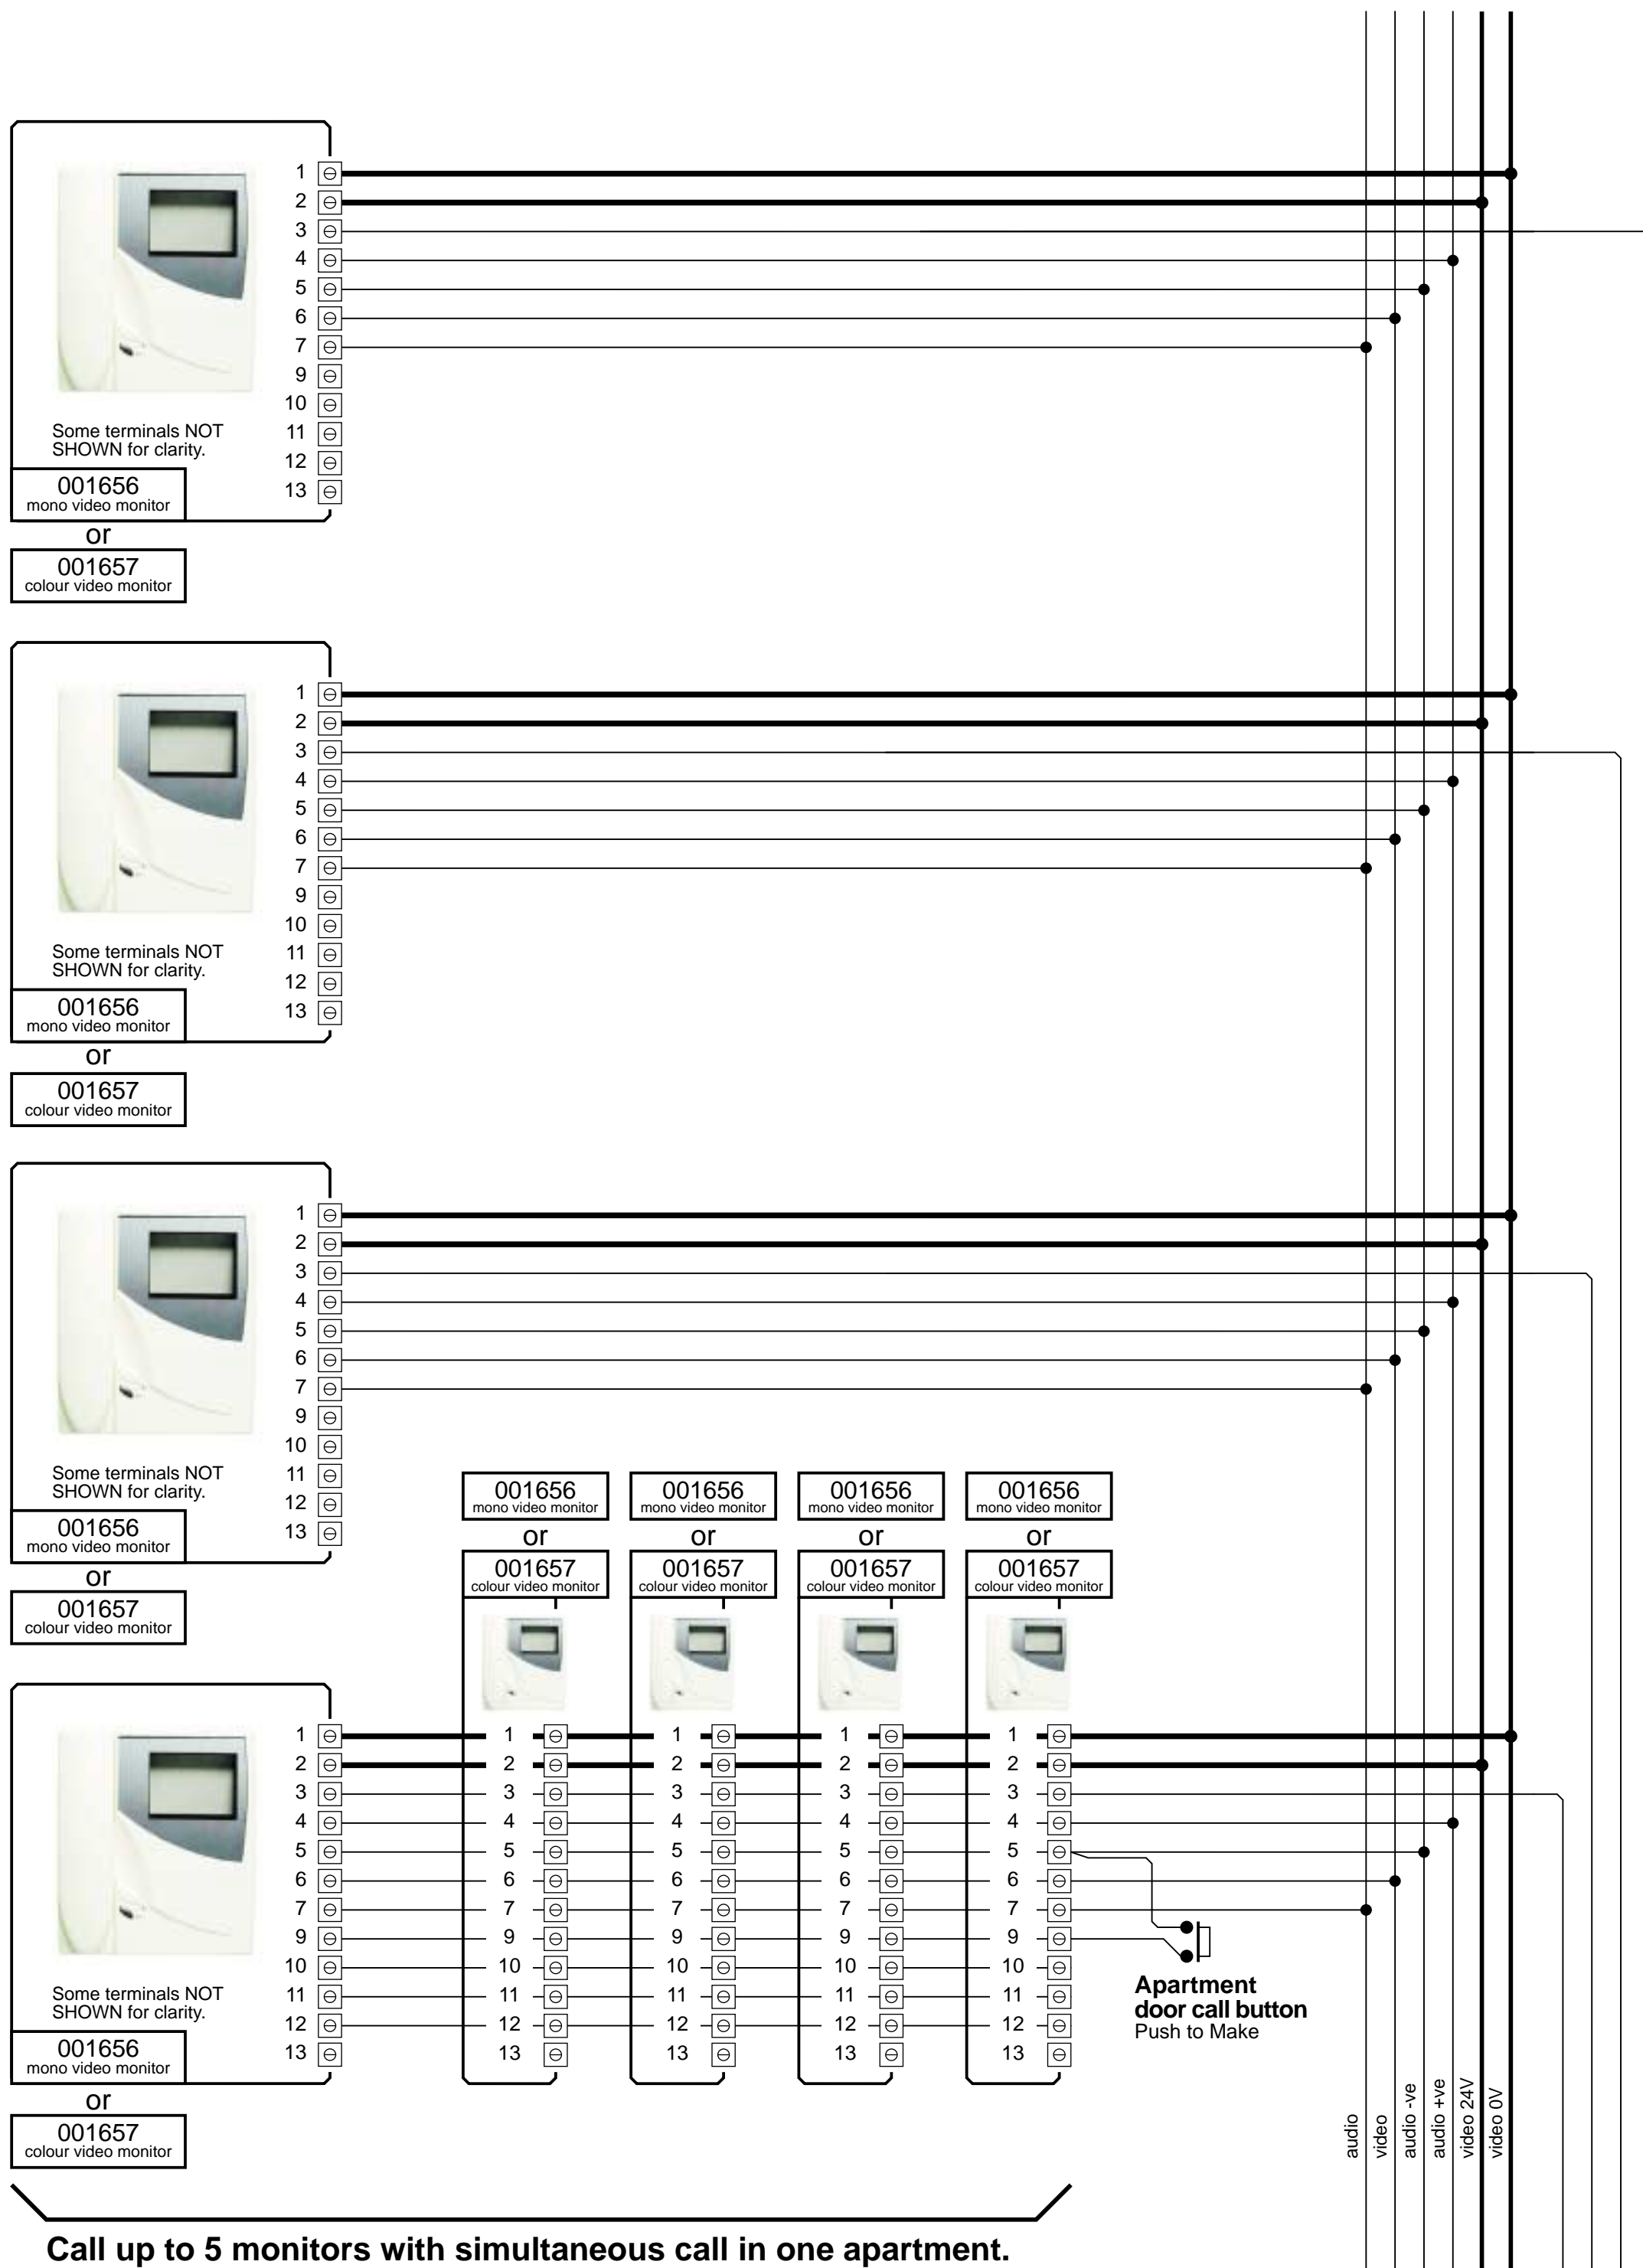 1
2
3
4
5
6
7
9
10
11
12
13
Some terminals NOT
SHOWN for clarity.
001656
mono video monitor
or
001657
colour video monitor
1
2
3
4
5
6
7
9
10
11
12
13
Some terminals NOT
SHOWN for clarity.
001656
mono video monitor
or
001657
colour video monitor
1
2
3
4
5
6
7
9
10
11
12
13
Some terminals NOT
SHOWN for clarity.
001656
mono video monitor
or
001657
colour video monitor
001656 001656 001656 001656
mono video monitor mono video monitor mono video monitor mono video monitor
or or or or
001657 001657 001657 001657
colour video monitor colour video monitor colour video monitor colour video monitor
1 1 1 1 1
2 2 2 2 2
3 3 3 3 3
4 4 4 4 4
5 5 5 5 5
6 6 6 6 6
7 7 7 7 7
9 9 9 9 9
10 10 10 10 10
11 11 11 11 11
12 12 12 12 12
13 13 13 13 13
Some terminals NOT
SHOWN for clarity.
001656
mono video monitor
or
001657
colour video monitor
Apartment
door call button
Push to Make
audio
video
audio -ve
audio +ve
video 24V
video 0V
Call up to 5 monitors with simultaneous call in one apartment.